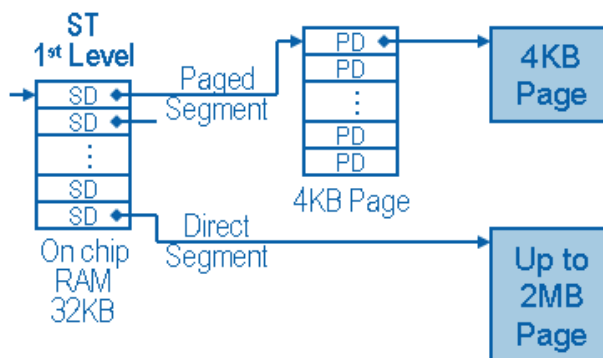 ST
1st Level
SD
SD
⋮
SD
SD
On chip
RAM
32KB
Paged
Segment
PD
PD
⋮
PD
PD
4KB Page
4KB
Page
Direct
Segment
Up to
2MB
Page